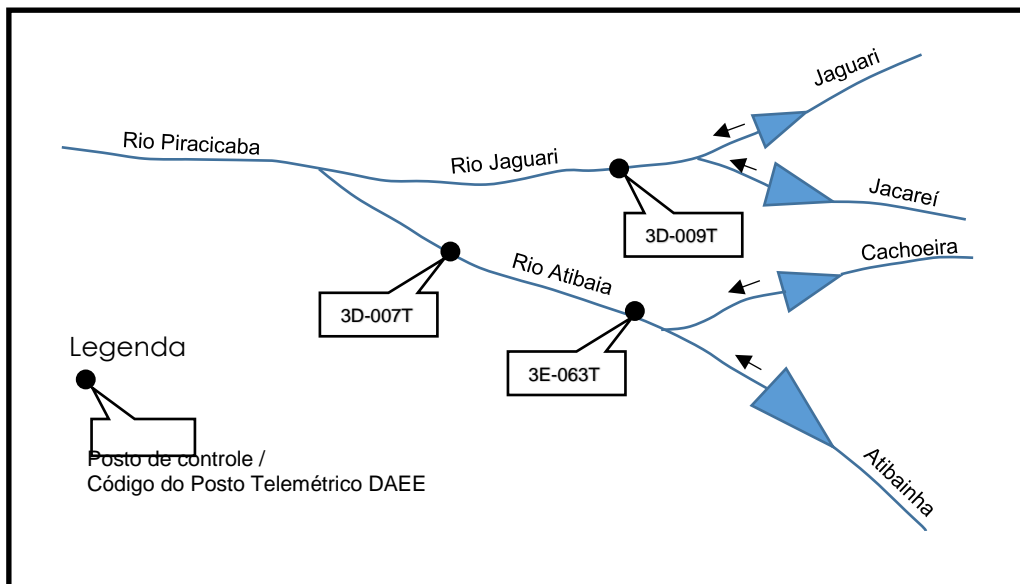 Jaguari
Rio Piracicaba
Rio Jaguari
Jacareí
3D-009T
Cachoeira
Rio Atibaia
3D-007T
3E-063T
Atibainha
Legenda
Posto de controle /
Código do Posto Telemétrico DAEE